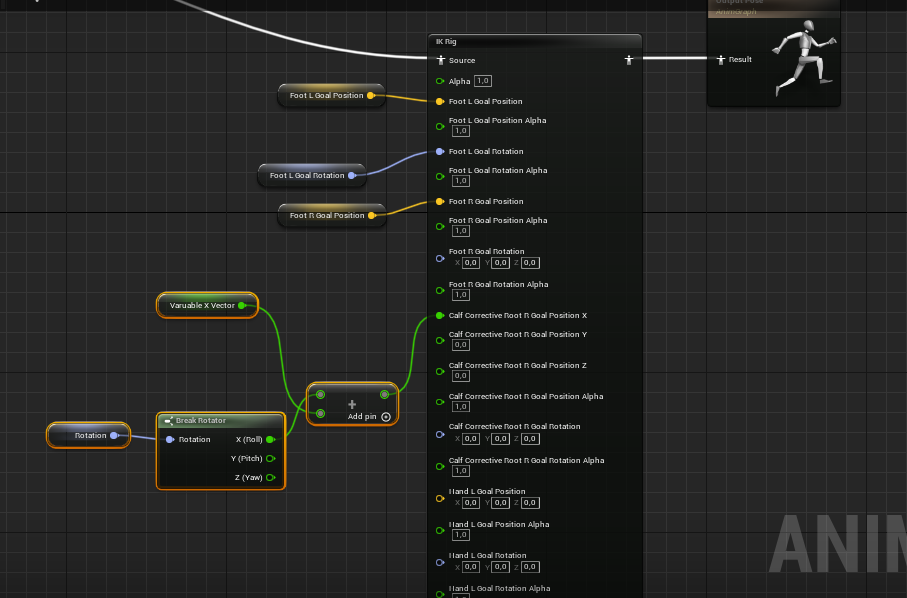 Output Pose
AnimGraph
IK Rig
Source
Result
Alpha 1,0
Foot L Goal Position
Foot L Goal Position
Foot L Goal Position Alpha
1,0
Foot L Goal Rotation
Foot L Goal Rotation
Foot L Goal Rotation Alpha
1,0
Foot R Goal Position
Foot R Goal Position
Foot R Goal Position Alpha
1,0
Foot R Goal Rotation
X 0,0 Y 0,0 Z 0,0
Foot R Goal Rotation Alpha
1,0
Varuable X Vector
Calf Corrective Root R Goal Position X
Calf Corrective Root R Goal Position Y
0,0
Calf Corrective Root R Goal Position Z
0,0
Calf Corrective Root R Goal Position Alpha
1,0
Add pin
Break Rotator
Rotation
Rotation
X (Roll)
Y (Pitch)
Z (Yaw)
Calf Corrective Root R Goal Rotation
X 0,0 Y 0,0 Z 0,0
Calf Corrective Root R Goal Rotation Alpha
1,0
Hand L Goal Position
X 0,0 Y 0,0 Z 0,0
Hand L Goal Position Alpha
1,0
Hand L Goal Rotation
X 0,0 Y 0,0 Z 0,0
Hand L Goal Rotation Alpha
ANIM